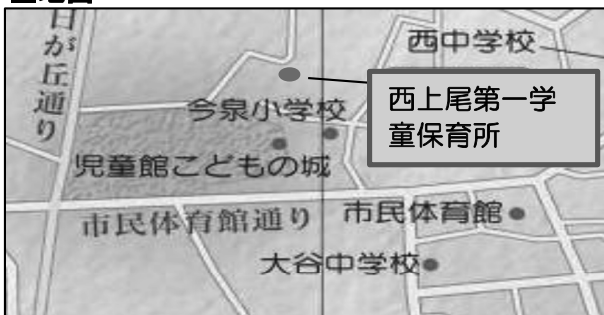 日が丘通り
西中学校
西上尾第一学
童保育所
今泉小学校
児童館こどもの城
市民体育館通り
市民体育館
大谷中学校